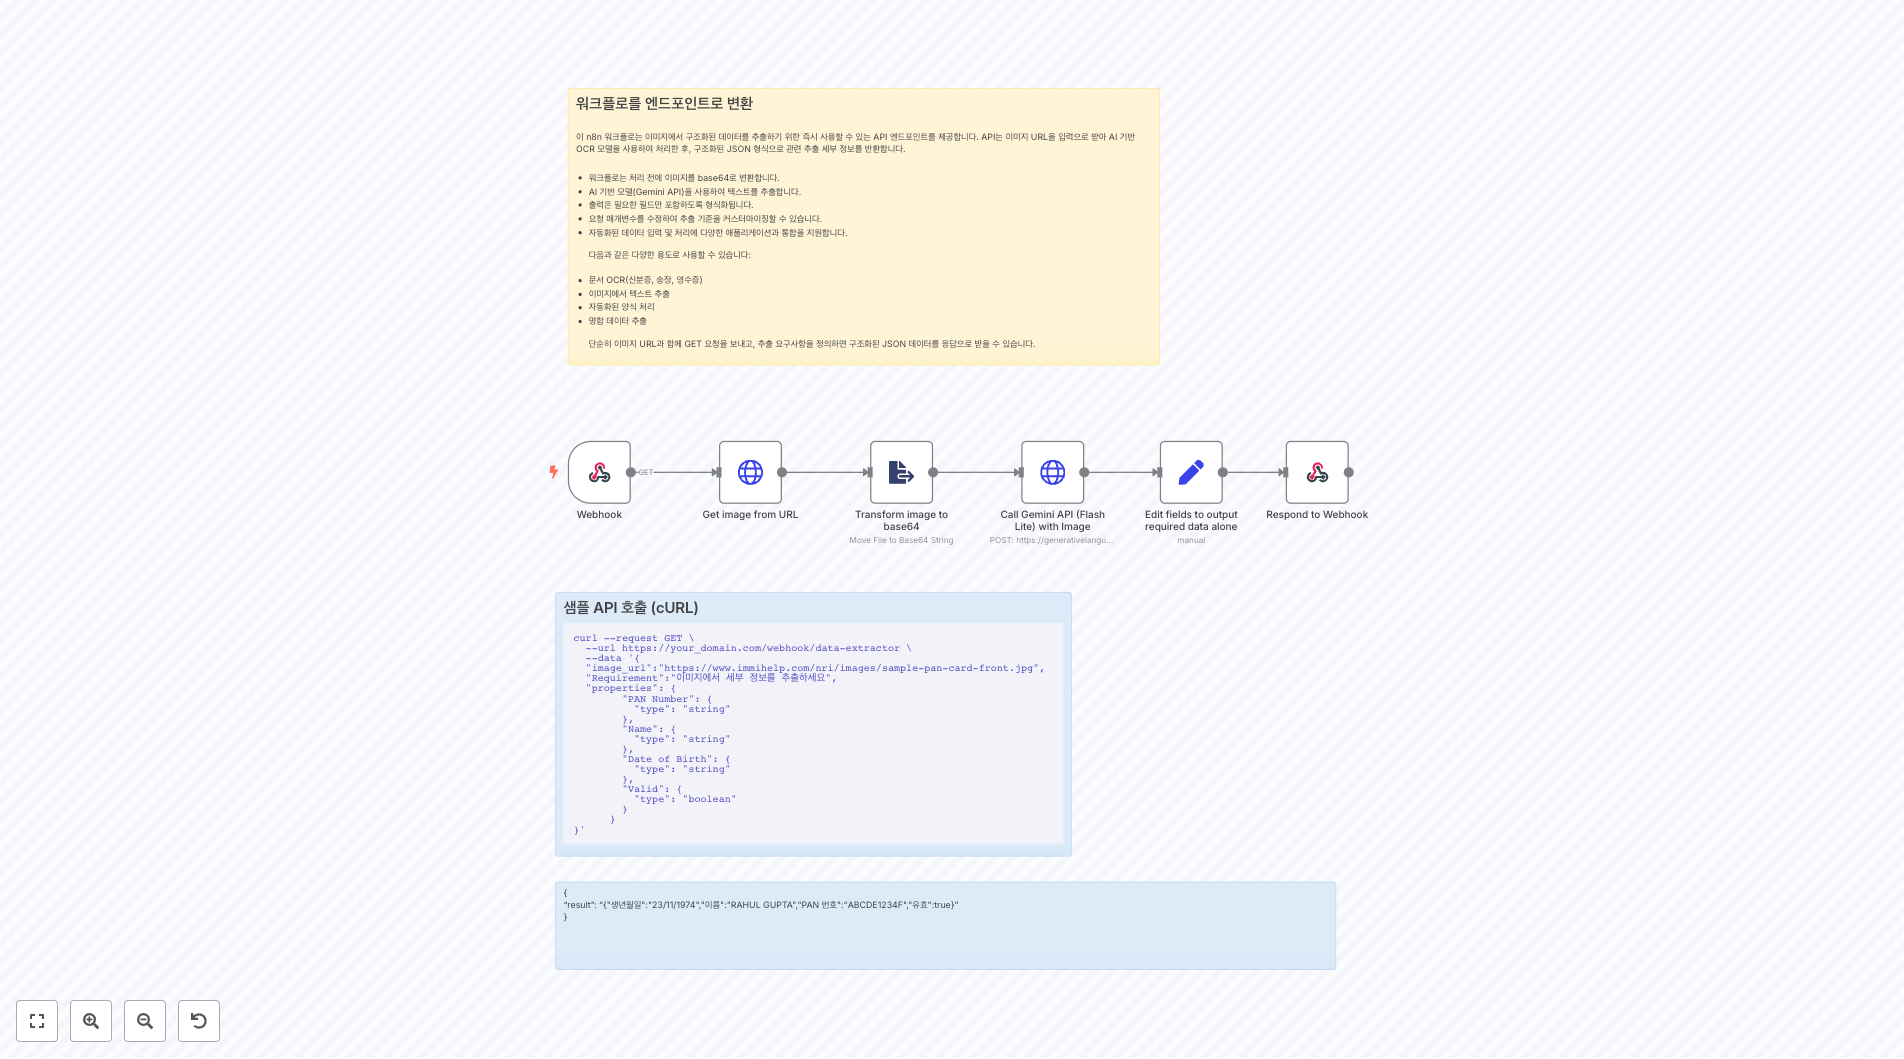 워크플로를 엔드포인트로 변환
이 n8n 워크플로는 이미지에서 구조화된 데이터를 추출하기 위한 즉시 사용할 수 있는 API 엔드포인트를 제공합니다. API는 이미지 URL을 입력으로 받아 AI 기반
OCR 모델을 사용하여 처리한 후, 구조화된 JSON 형식으로 관련 추출 세부 정보를 반환합니다.
• 워크플로는 처리 전에 이미지를 base64로 변환합니다.
• AI 기반 모델(Gemini API)을 사용하여 텍스트를 추출합니다.
• 출력은 필요한 필드만 포함하도록 형식화됩니다.
• 요청 매개변수를 수정하여 추출 기준을 커스터마이징할 수 있습니다.
• 자동화된 데이터 입력 및 처리에 다양한 애플리케이션과 통합을 지원합니다.
다음과 같은 다양한 용도로 사용할 수 있습니다:
• 문서 OCR(신분증, 송장, 영수증)
• 이미지에서 텍스트 추출
• 자동화된 양식 처리
• 명함 데이터 추출
단순히 이미지 URL과 함께 GET 요청을 보내고, 추출 요구사항을 정의하면 구조화된 JSON 데이터를 응답으로 받을 수 있습니다.
GET
Webhook
Get image from URL
Transform image to
base64
Move File to Base64 String
Call Gemini API (Flash
Lite) with Image
POST: https://generativelangu...
Edit fields to output
required data alone
manual
Respond to Webhook
샘플 API 호출 (cURL)
curl --request GET \
--url https://your_domain.com/webhook/data-extractor \
--data '{
"image_url":"https://www.immihelp.com/nri/images/sample-pan-card-front.jpg",
"Requirement":"이미지에서 세부 정보를 추출하세요",
"properties": {
"PAN Number": {
"type": "string"
},
"Name": {
"type": "string"
},
"Date of Birth": {
"type": "string"
},
"Valid": {
"type": "boolean"
}
}
}'
{
“result”: “{"생년월일":"23/11/1974","이름":"RAHUL GUPTA","PAN 번호":"ABCDE1234F","유효":true}”
}